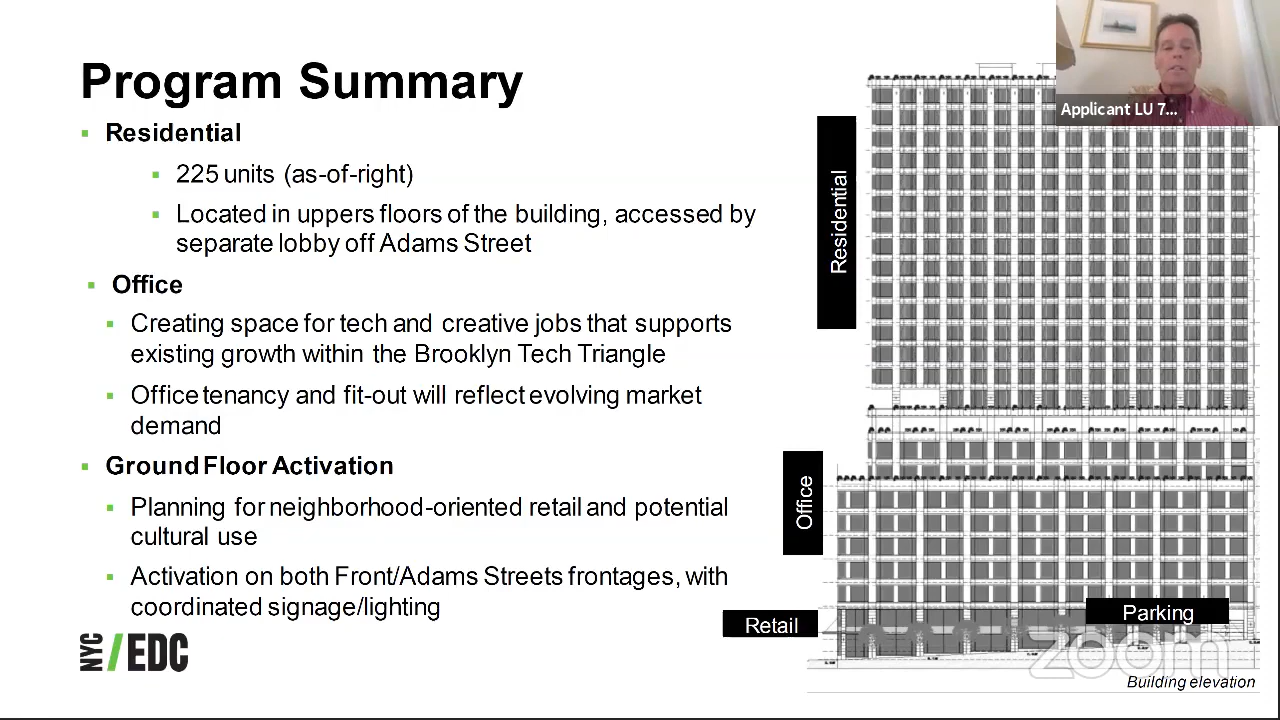 Program Summary
Residential
225 units (as-of-right)
Located in uppers floors of the building, accessed by
separate lobby off Adams Street
Office
Creating space for tech and creative jobs that supports
existing growth within the Brooklyn Tech Triangle
Office tenancy and fit-out will reflect evolving market
demand
Ground Floor Activation
Planning for neighborhood-oriented retail and potential
cultural use
Activation on both Front/Adams Streets frontages, with
coordinated signage/lighting
NYC/EDC
Applicant LU 7...
Residential
Office
Retail
Parking
zoom
Building elevation